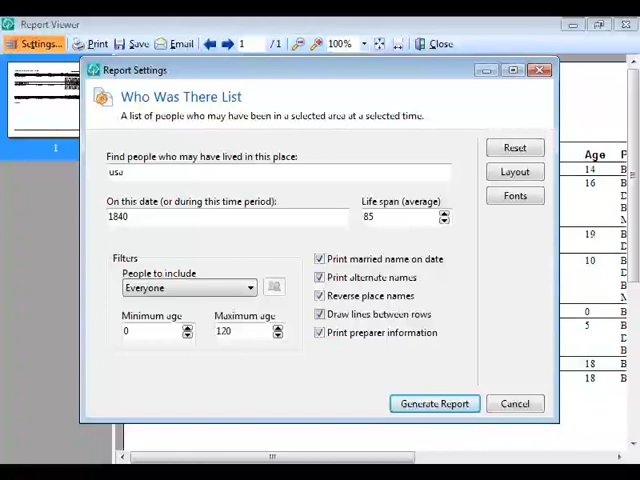 Report Viewer
Settings... Print Save Email 1 / 1 100% Close
Report Settings
Who Was There List
A list of people who may have been in a selected area at a selected time.
Find people who may have lived in this place:
usa
On this date (or during this time period):
1840
Life span (average)
85
Filters
People to include
Everyone
Minimum age
0
Maximum age
120
Print married name on date
Print alternate names
Reverse place names
Draw lines between rows
Print preparer information
Reset
Layout
Fonts
Generate Report
Cancel
1
Age
14
16
19
10
0
5
18
18